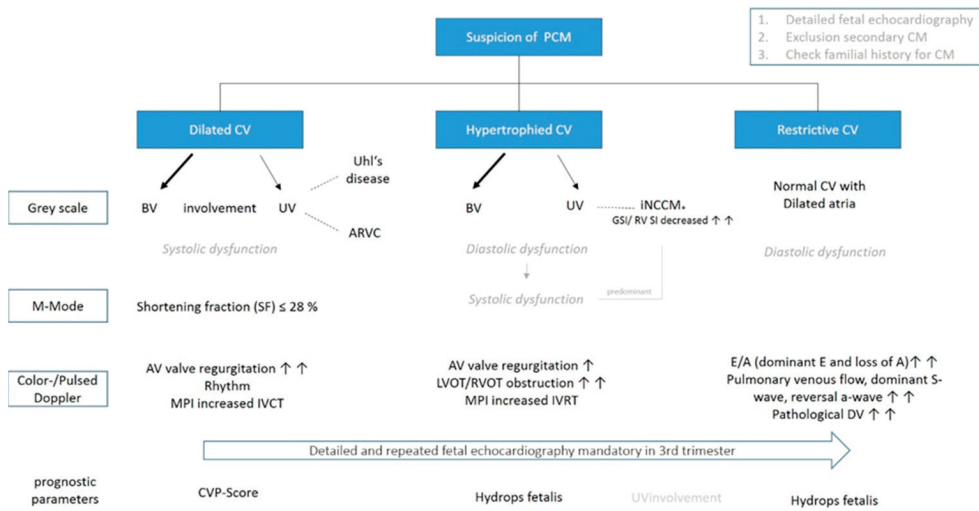 1. Detailed fetal echocardiography
2. Exclusion secondary CM
3. Check familial history for CM
Suspicion of PCM
Dilated CV
Hypertrophied CV
Restrictive CV
Grey scale
BV involvement UV
Uhl's
disease
ARVC
Systolic dysfunction
BV
UV
iNCCM.
GSI/ RV SI decreased ↑ ↑
Diastolic dysfunction
Systolic dysfunction
predominant
Normal CV with
Dilated atria
Diastolic dysfunction
M-Mode
Shortening fraction (SF) ≤ 28 %
Color-/Pulsed
Doppler
AV valve regurgitation ↑ ↑
Rhythm
MPI increased IVCT
AV valve regurgitation ↑
LVOT/RVOT obstruction ↑ ↑
MPI increased IVRT
E/A (dominant E and loss of A)↑ ↑
Pulmonary venous flow, dominant S-
wave, reversal a-wave ↑ ↑
Pathological DV ↑ ↑
Detailed and repeated fetal echocardiography mandatory in 3rd trimester
prognostic
parameters
CVP-Score
Hydrops fetalis
UVinvolvement
Hydrops fetalis